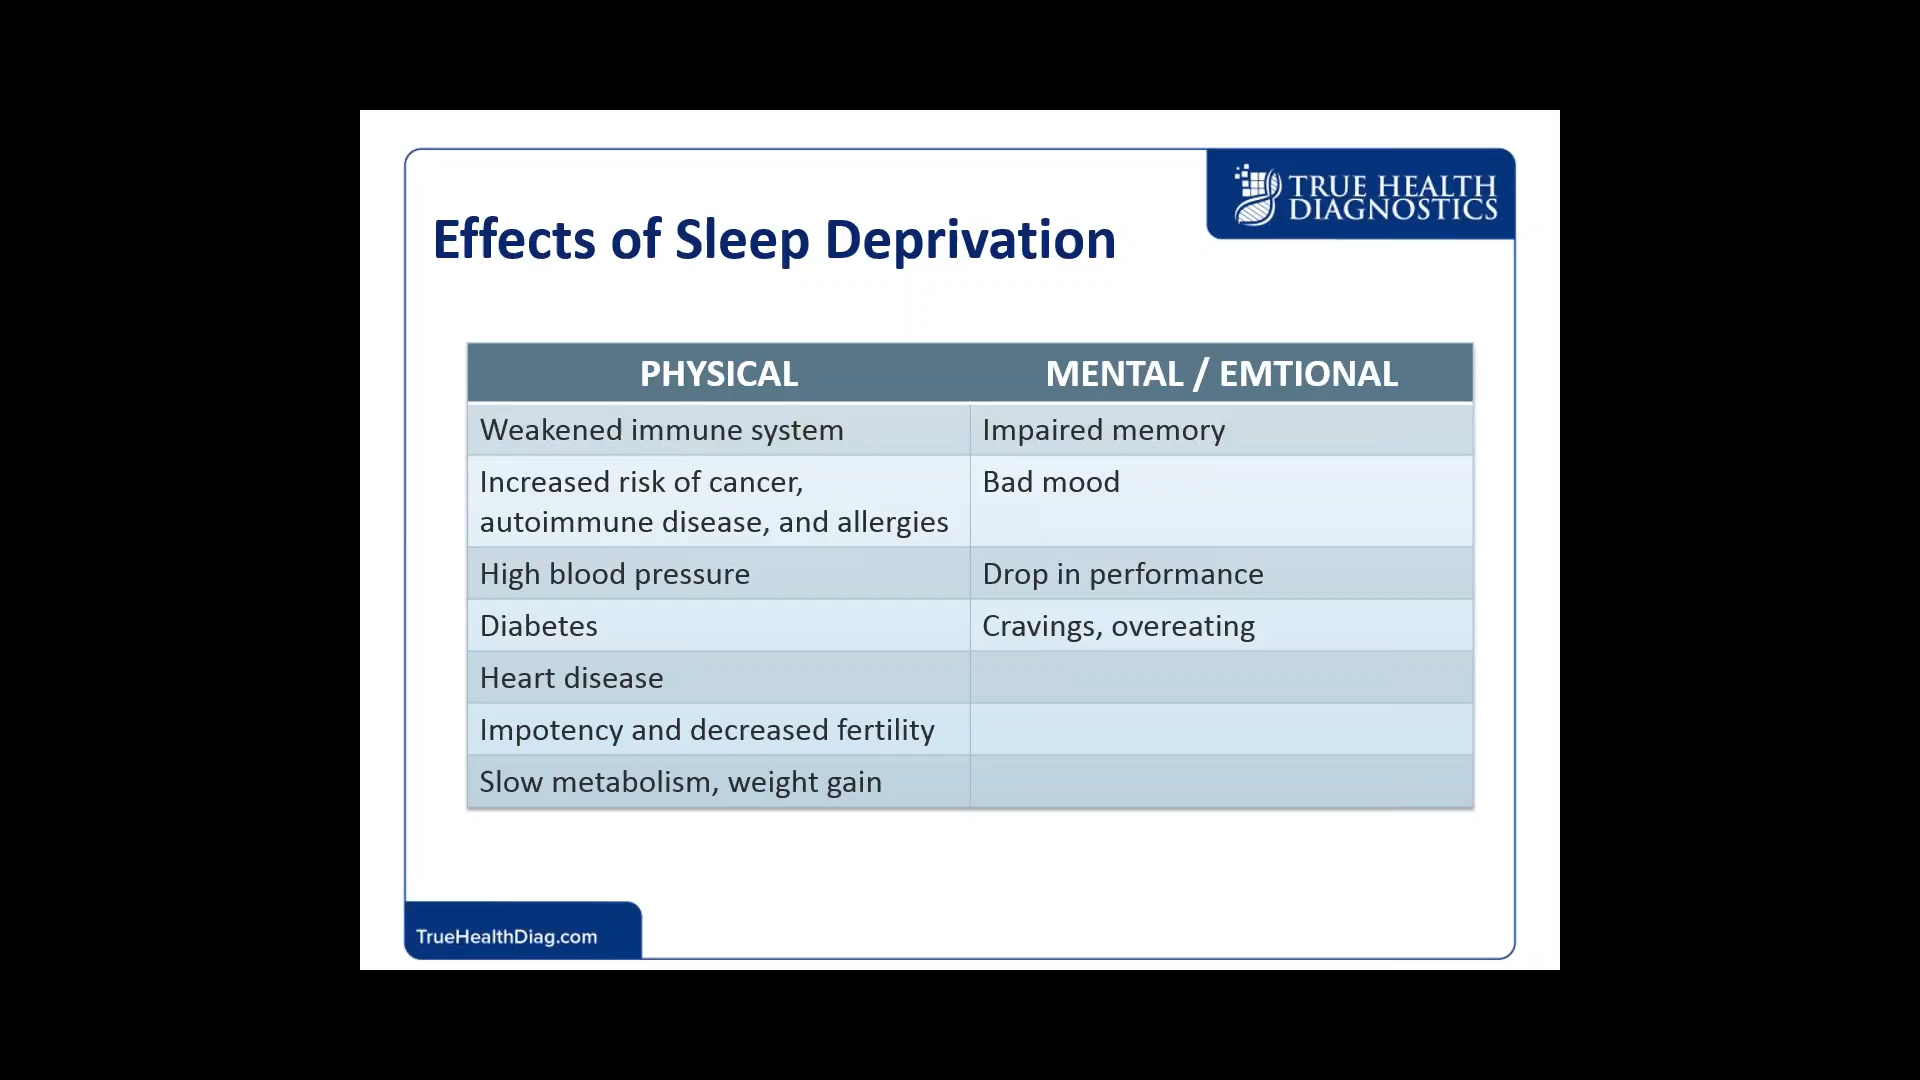 TRUE HEALTH
DIAGNOSTICS
Effects of Sleep Deprivation
PHYSICAL
MENTAL / EMTIONAL
Weakened immune system
Impaired memory
Increased risk of cancer,
autoimmune disease, and allergies
Bad mood
High blood pressure
Drop in performance
Diabetes
Cravings, overeating
Heart disease
Impotency and decreased fertility
Slow metabolism, weight gain
TrueHealthDiag.com